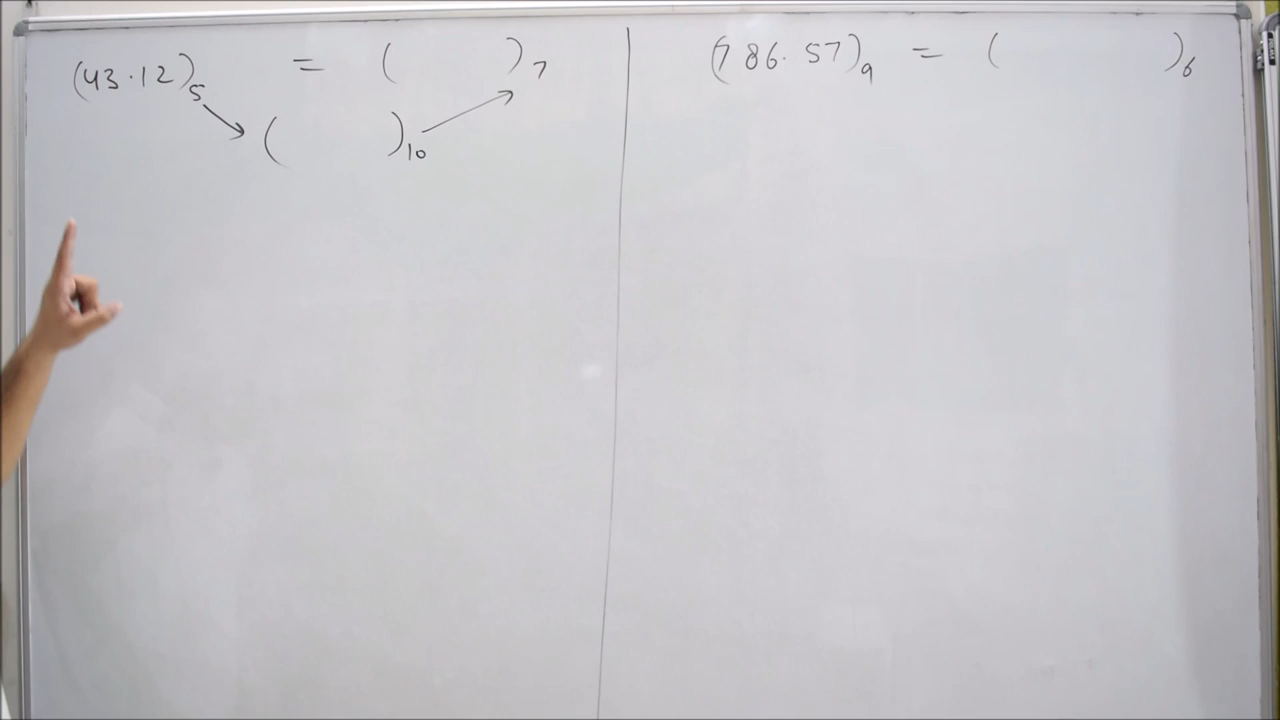 (43.12)5 = ( )7
( )10
(786.57)9 = ( )6